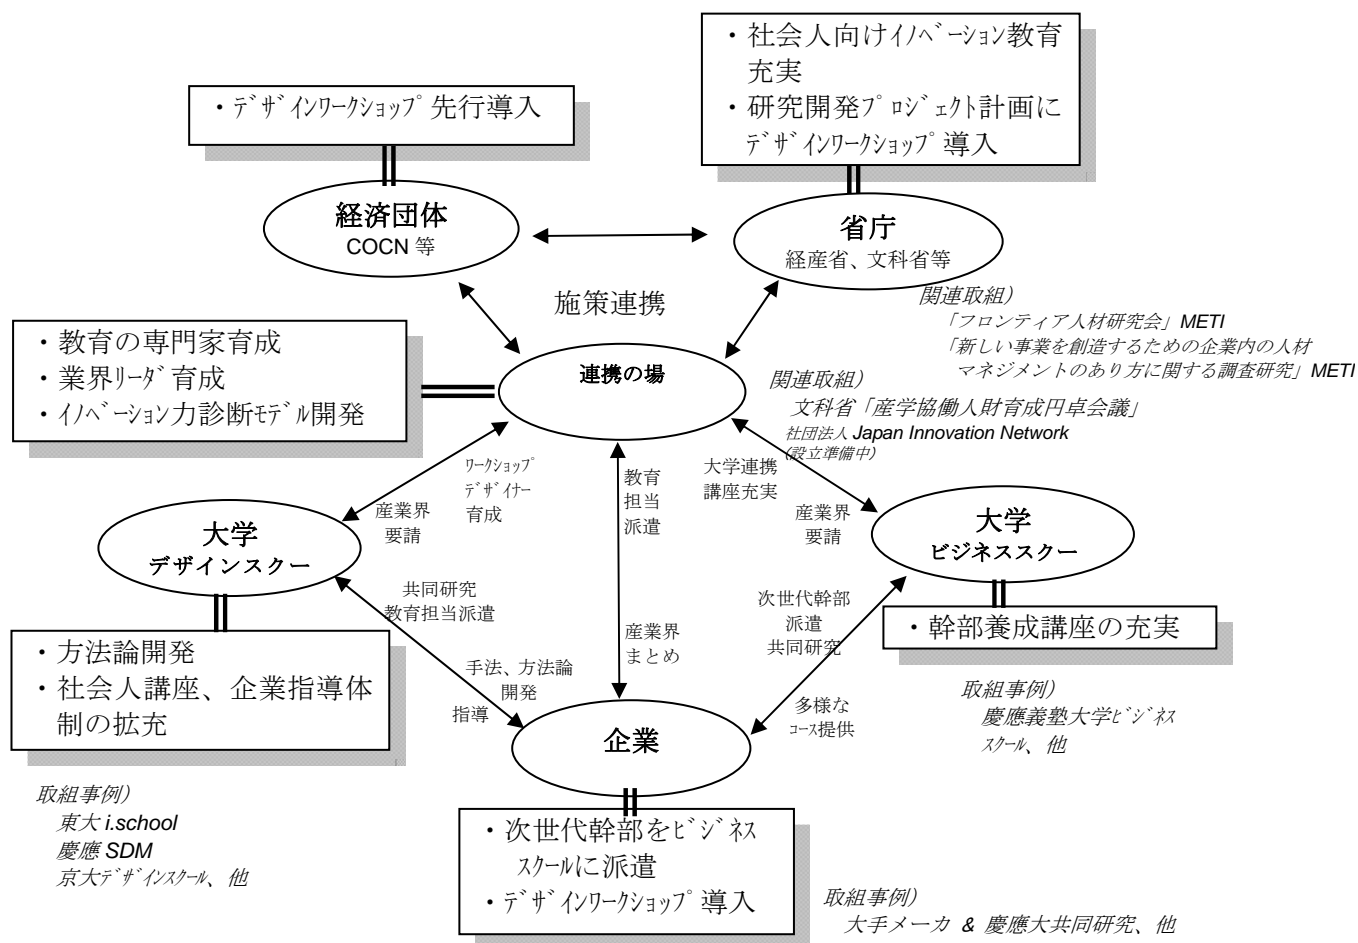 ・社会人向けｲﾉﾍﾞｰｼｮﾝ教育
充実
・研究開発ﾌﾟﾛｼﾞｪｸﾄ計画に
ﾃﾞｻﾞｲﾝﾜｰｸｼｮｯﾌﾟ導入
・ﾃﾞｻﾞｲﾝﾜｰｸｼｮｯﾌﾟ先行導入
経済団体
COCN 等
省庁
経産省、文科省等
施策連携
関連取組）
「フロンティア人材研究会」METI
「新しい事業を創造するための企業内の人材
マネジメントのあり方に関する調査研究」METI
・教育の専門家育成
・業界ﾘｰﾀﾞ育成
・ｲﾉﾍﾞｰｼｮﾝ力診断ﾓﾃﾞﾙ開発
連携の場
関連取組）
文科省「産学協働人財育成円卓会議」
社団法人 Japan Innovation Network
（設立準備中）
ﾜｰｸｼｮｯﾌﾟ
ﾃﾞｻﾞｲﾅｰ
育成
産業界
要請
教育
担当
派遣
大学連携
講座充実
産業界
要請
大学
デザインスクー
大学
ビジネススクー
共同研究
教育担当派遣
手法、方法論
開発
指導
産業界
まとめ
次世代幹部
派遣
共同研究
多様な
ｺｰｽ提供
・方法論開発
・社会人講座、企業指導体
制の拡充
・幹部養成講座の充実
取組事例）
慶應義塾大学ﾋﾞｼﾞﾈｽ
ｽｸｰﾙ、他
企業
取組事例）
東大 i.school
慶應 SDM
京大ﾃﾞｻﾞｲﾝｽｸｰﾙ、他
・次世代幹部をﾋﾞｼﾞﾈｽ
ｽｸｰﾙに派遣
・ﾃﾞｻﾞｲﾝﾜｰｸｼｮｯﾌﾟ導入
取組事例）
大手メーカ & 慶應大共同研究、他